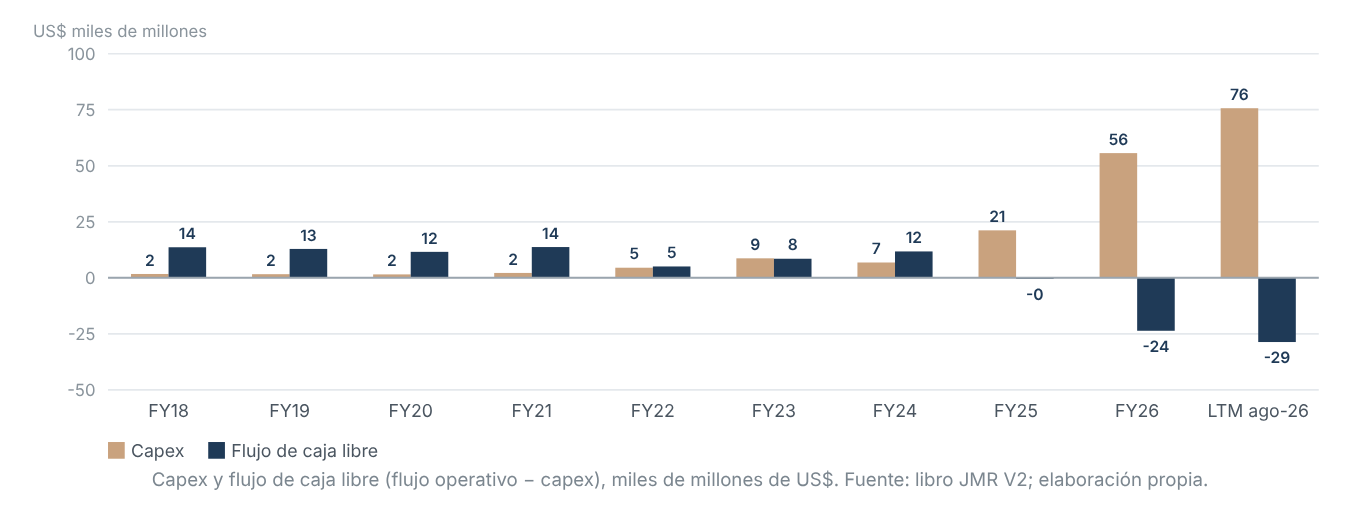 US$ miles de millones
100
75
50
25
0
-25
-50
2 14 2 13 2 12 2 14 5 5 9 8 7 12 21 -0 56 -24 76 -29
FY18 FY19 FY20 FY21 FY22 FY23 FY24 FY25 FY26 LTM ago-26
Capex Flujo de caja libre
Capex y flujo de caja libre (flujo operativo − capex), miles de millones de US$. Fuente: libro JMR V2; elaboración propia.